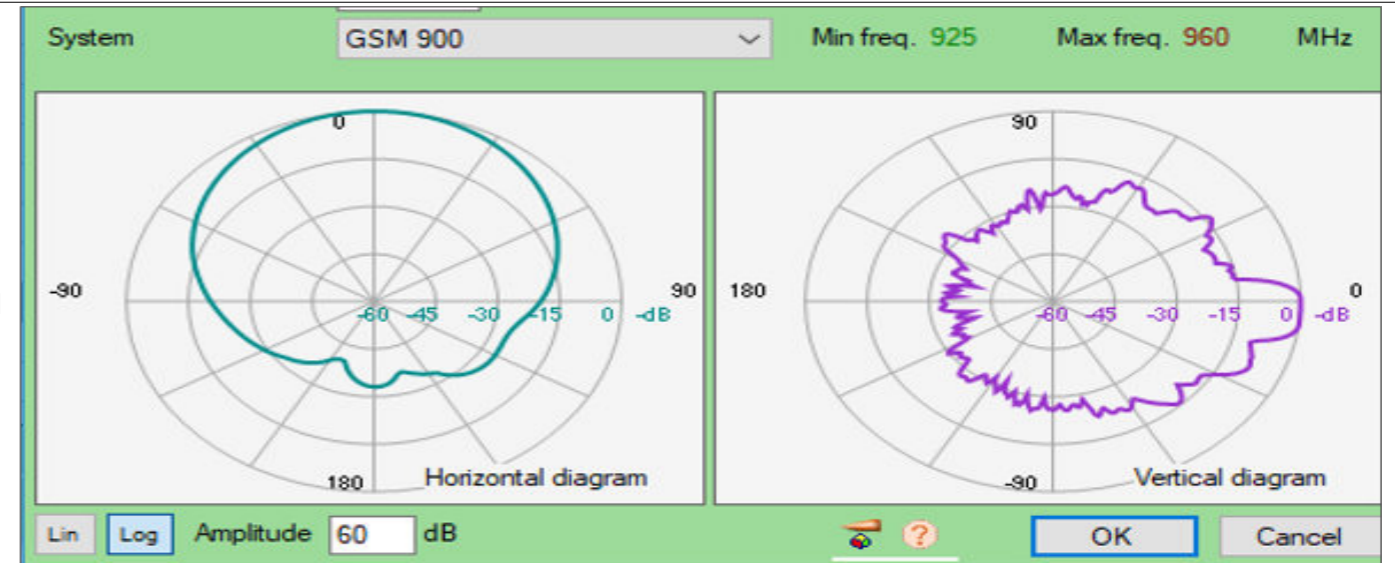 System GSM 900 Min freq. 925 Max freq. 960 MHz
0
-90 90
-60 -45 -30 -15 0 -dB
180 Horizontal diagram
90
180 0
-60 -45 -30 -15 0 -dB
-90 Vertical diagram
Lin Log Amplitude 60 dB ? OK Cancel